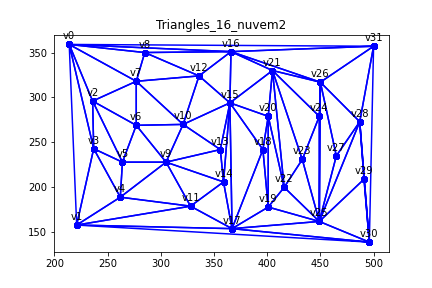 Triangles_16_nuvem2
v0
v31
v8
v16
v21
v12
v7
v26
v2
v15
v20
v24
v28
v6
v10
v3
v5
v9
v13
v18
v23
v27
v14
v22
v29
v4
v11
v19
v1
v17
v25
v30
350
300
250
200
150
200
250
300
350
400
450
500